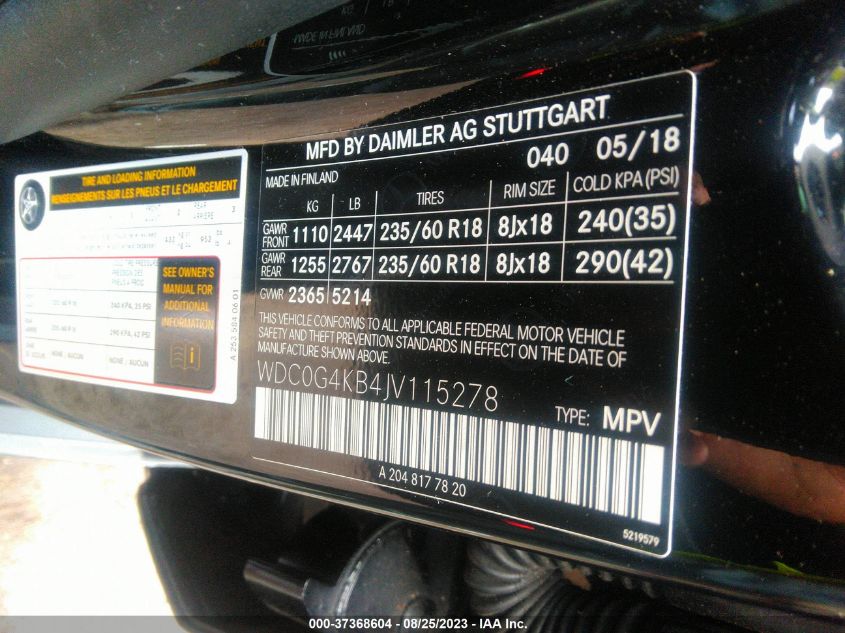 TIRE AND LOADING INFORMATION
RENSEIGNEMENTS SUR LES PNEUS ET LE CHARGEMENT
SEE OWNER'S
MANUAL FOR
ADDITIONAL
INFORMATION
240 KPA, 35 PSI
290 KPA, 42 PSI
NONE / AUCUN NONE / AUCUN
A 253 584 06 01
MFD BY DAIMLER AG STUTTGART
040 05/18
MADE IN FINLAND
KG LB TIRES RIM SIZE COLD KPA (PSI)
GAWR FRONT 1110 2447 235/60 R18 8Jx18 240(35)
GAWR REAR 1255 2767 235/60 R18 8Jx18 290(42)
GVWR 2365 5214
THIS VEHICLE CONFORMS TO ALL APPLICABLE FEDERAL MOTOR VEHICLE
SAFETY AND THEFT PREVENTION STANDARDS IN EFFECT ON THE DATE OF
MANUFACTURE SHOWN ABOVE.
WDC0G4KB4JV115278
TYPE: MPV
A 204 817 78 20
5219579
000-37368604 - 08/25/2023 - IAA Inc.